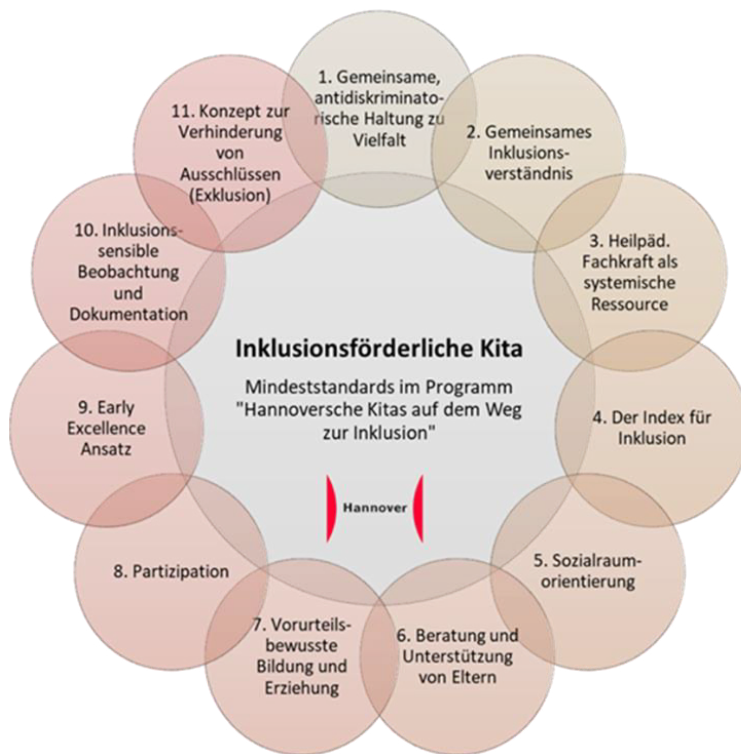 1. Gemeinsame,
antidiskriminato-
rische Haltung zu
Vielfalt
2. Gemeinsames
Inklusions-
verständnis
3. Heilpäd.
Fachkraft als
systemische
Ressource
4. Der Index für
Inklusion
5. Sozialraum-
orientierung
6. Beratung und
Unterstützung
von Eltern
7. Vorurteils-
bewusste
Bildung und
Erziehung
8. Partizipation
9. Early
Excellence
Ansatz
10. Inklusions-
sensible
Beobachtung
und
Dokumentation
11. Konzept zur
Verhinderung
von
Ausschlüssen
(Exklusion)
Inklusionsförderliche Kita
Mindeststandards im Programm
"Hannoversche Kitas auf dem Weg
zur Inklusion"
Hannover